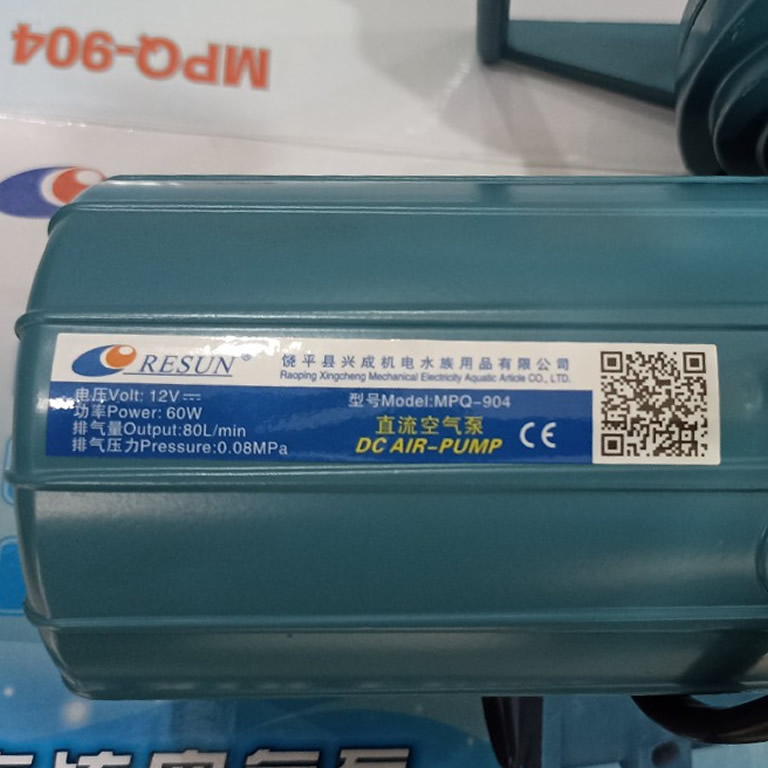 MPQ-904
RESUN®
饶平县兴成机电水族用品有限公司
Raoping Xingcheng Mechanical Electricity Aquatic Article CO., LTD.
电压Volt: 12V⎓
功率Power: 60W
排气量Output:80L/min
排气压力Pressure:0.08MPa
型号Model:MPQ-904
直流空气泵
DC AIR-PUMP
CE